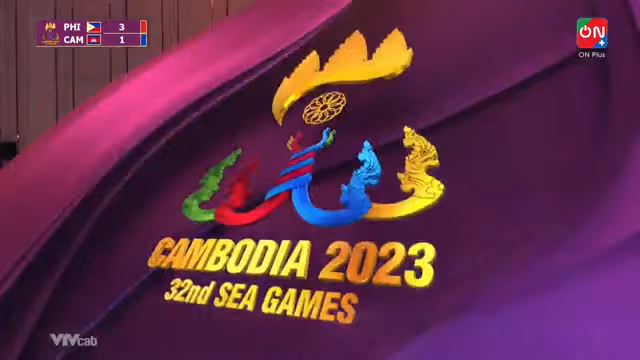 PHI 3
CAM 1
ON
ON Plus
CAMBODIA 2023
32nd SEA GAMES
VTVcab